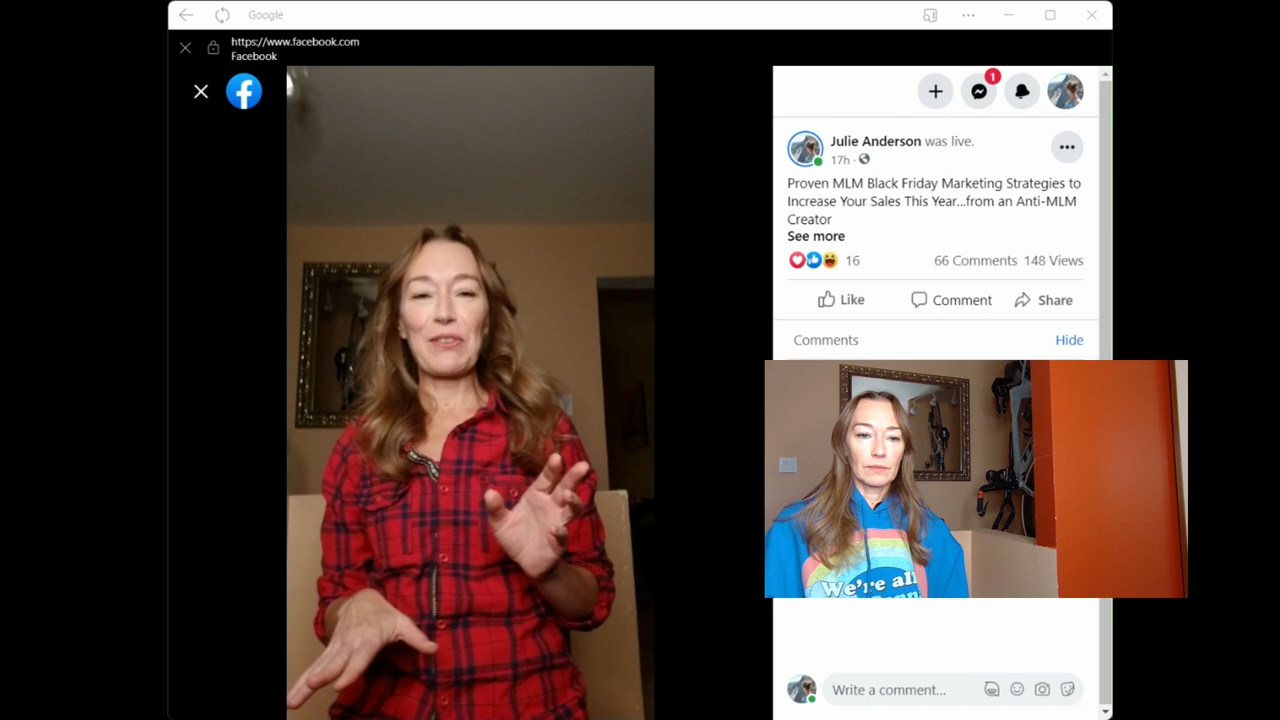 Google
https://www.facebook.com
Facebook
1
Julie Anderson was live.
17h ·
Proven MLM Black Friday Marketing Strategies to
Increase Your Sales This Year...from an Anti-MLM
Creator
See more
16
66 Comments 148 Views
Like Comment Share
Comments Hide
We're all
Write a comment...